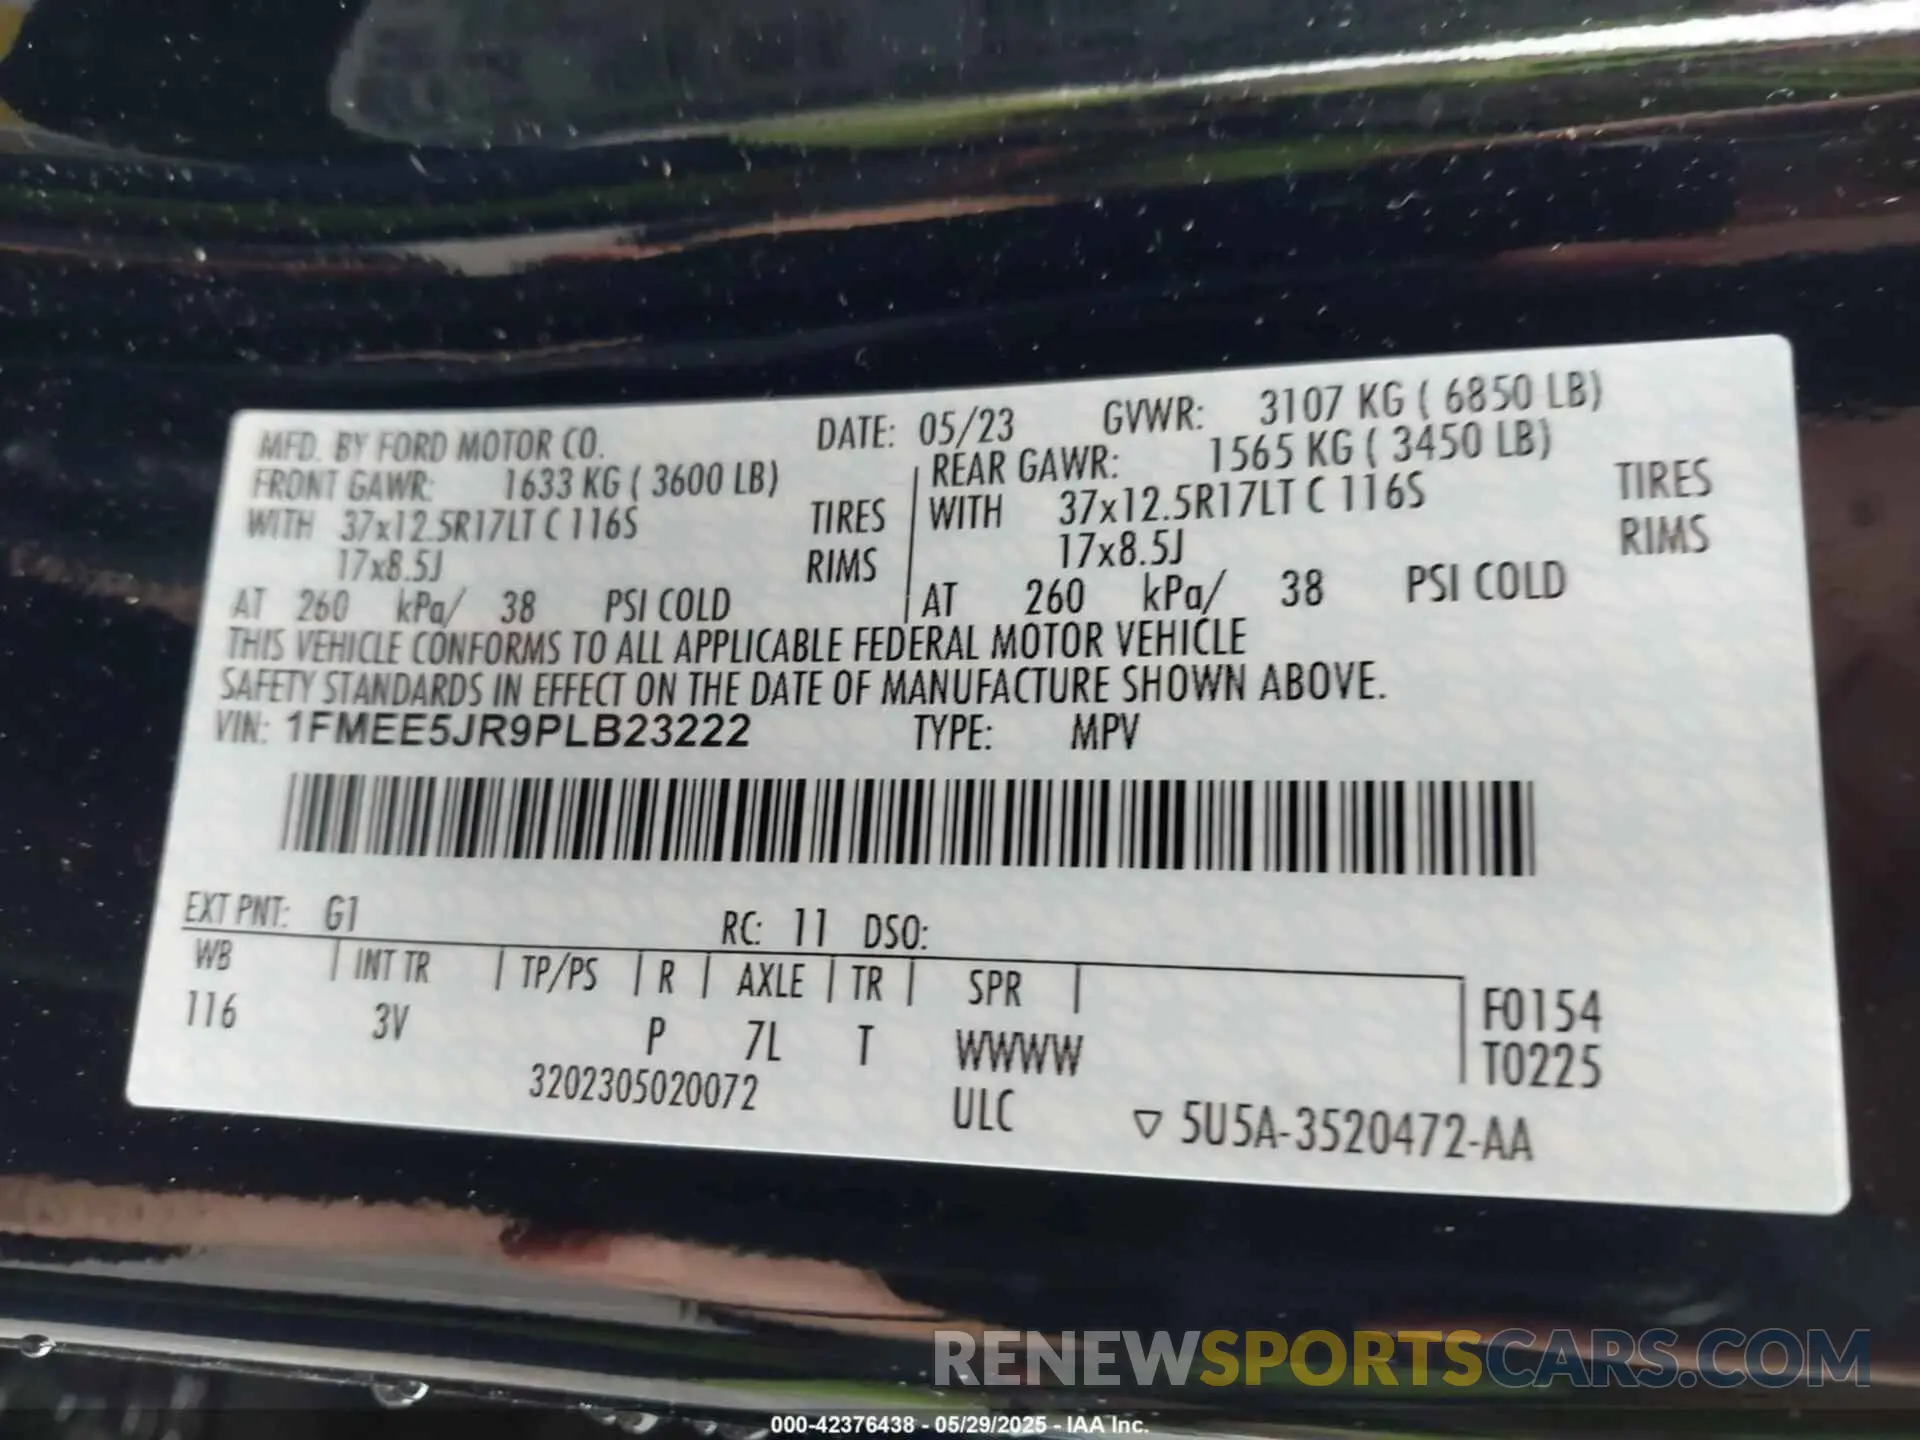 MFD. BY FORD MOTOR CO. DATE: 05/23 GVWR: 3107 KG ( 6850 LB)
FRONT GAWR: 1633 KG ( 3600 LB) REAR GAWR: 1565 KG ( 3450 LB)
WITH 37x12.5R17LT C 116S TIRES WITH 37x12.5R17LT C 116S TIRES
17x8.5J RIMS 17x8.5J RIMS
AT 260 kPa/ 38 PSI COLD AT 260 kPa/ 38 PSI COLD
THIS VEHICLE CONFORMS TO ALL APPLICABLE FEDERAL MOTOR VEHICLE
SAFETY STANDARDS IN EFFECT ON THE DATE OF MANUFACTURE SHOWN ABOVE.
VIN: 1FMEE5JR9PLB23222 TYPE: MPV
EXT PNT: G1 RC: 11 DSO:
WB INT TR TP/PS R AXLE TR SPR F0154
116 3V P 7L T WWWW T0225
3202305020072 ULC ▽ 5U5A-3520472-AA
RENEWSPORTSCARS.COM
000-42376438 - 05/29/2025 - IAA Inc.